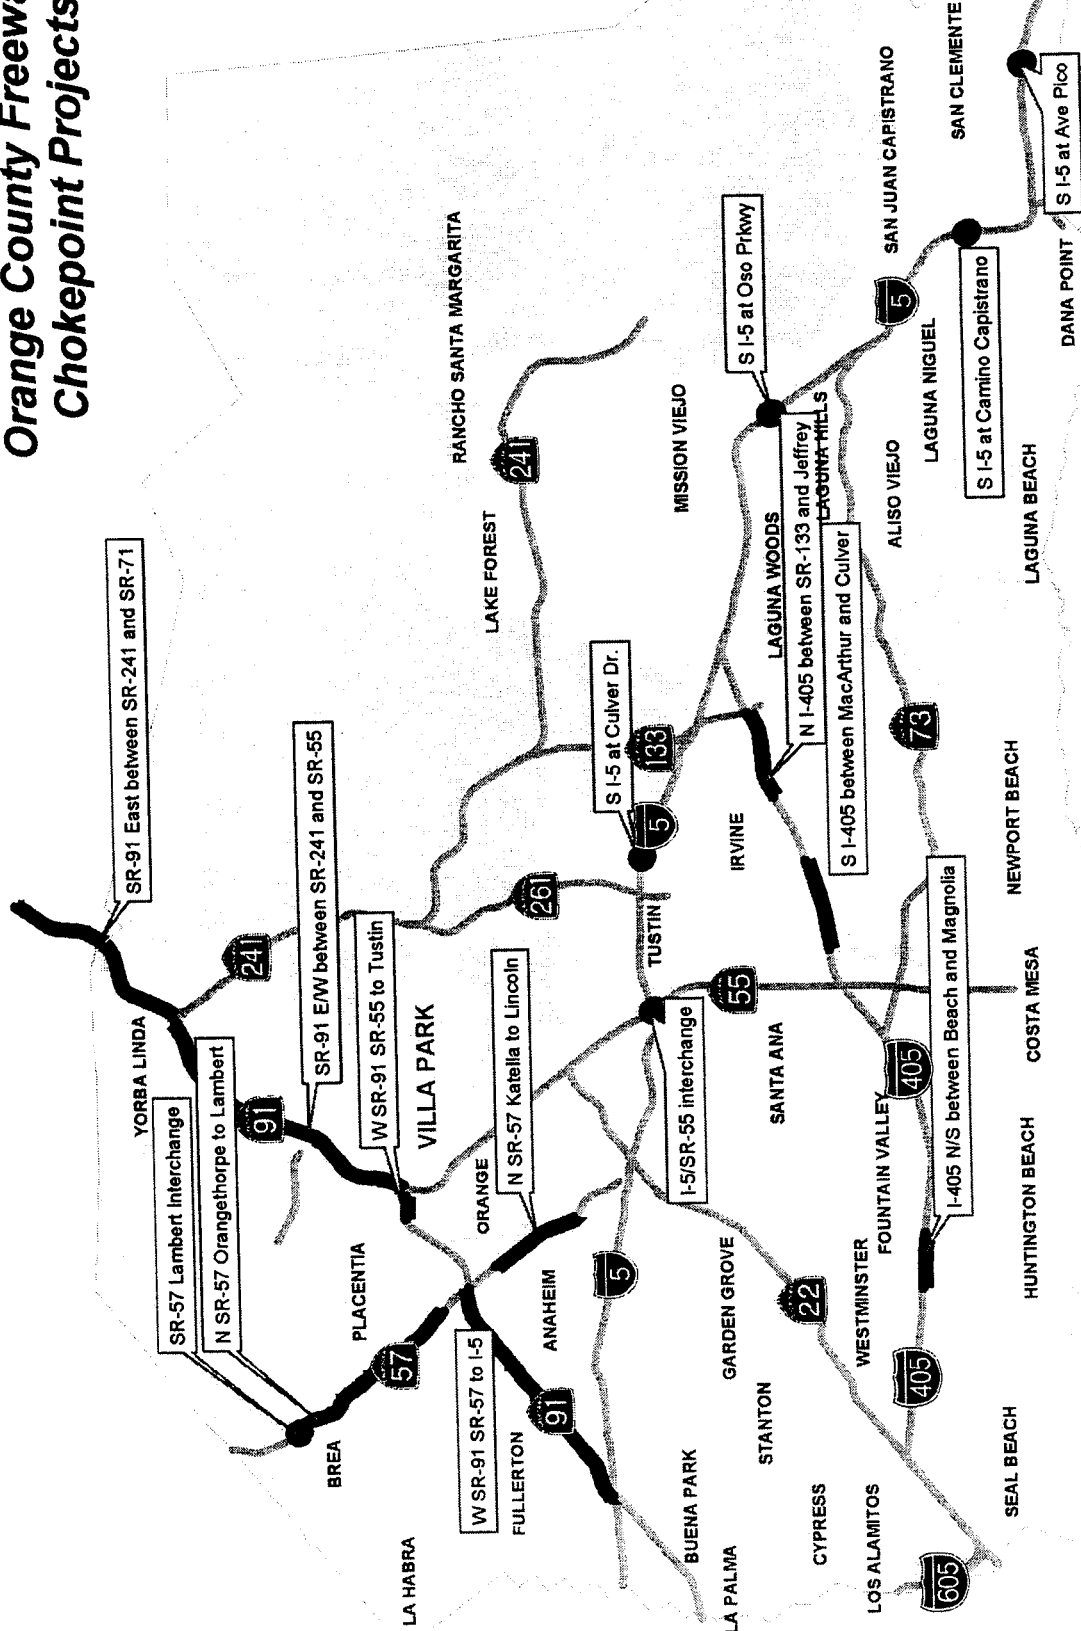 Orange County Freew
Chokepoint Projects
SR-57 Lambert Interchange
N SR-57 Orangethorpe to Lambert
YORBA LINDA
SR-91 East between SR-241 and SR-71
241
91
SR-91 E/W between SR-241 and SR-55
W SR-91 SR-55 to Tustin
VILLA PARK
LA HABRA
BREA
57
PLACENTIA
W SR-91 SR-57 to I-5
FULLERTON
91
ANAHEIM
ORANGE
N SR-57 Katella to Lincoln
261
LAKE FOREST
241
RANCHO SANTA MARGARITA
5
I-5/SR-55 interchange
TUSTIN
S I-5 at Culver Dr.
5
133
MISSION VIEJO
S I-5 at Oso Prkwy
BUENA PARK
LA PALMA
STANTON
GARDEN GROVE
SANTA ANA
55
IRVINE
LAGUNA WOODS
N I-405 between SR-133 and Jeffrey
LAGUNA HILLS
S I-405 between MacArthur and Culver
CYPRESS
22
LOS ALAMITOS
WESTMINSTER
FOUNTAIN VALLEY
405
ALISO VIEJO
LAGUNA NIGUEL
5
SAN JUAN CAPISTRANO
SAN CLEMENTE
605
405
I-405 N/S between Beach and Magnolia
73
S I-5 at Camino Capistrano
SEAL BEACH
HUNTINGTON BEACH
COSTA MESA
NEWPORT BEACH
LAGUNA BEACH
DANA POINT
S I-5 at Ave Pico